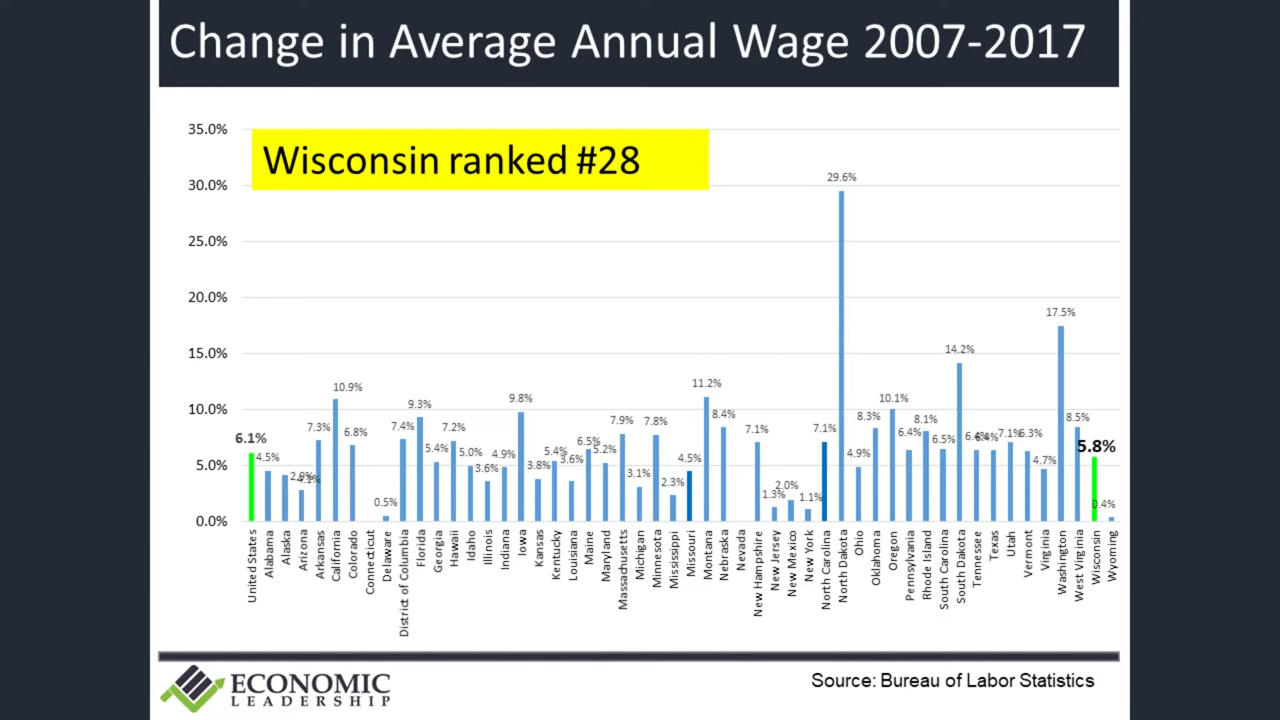 Change in Average Annual Wage 2007-2017
Wisconsin ranked #28
35.0%
30.0%
25.0%
20.0%
15.0%
10.0%
5.0%
0.0%
6.1%
4.5%
4.1%
2.9%
7.3%
10.9%
6.8%
0.5%
7.4%
9.3%
5.4%
7.2%
5.0%
3.6%
4.9%
9.8%
3.8%
5.4%
3.6%
6.5%
5.2%
7.9%
3.1%
7.8%
2.3%
4.5%
11.2%
8.4%
7.1%
1.3%
2.0%
1.1%
7.1%
29.6%
4.9%
8.3%
10.1%
6.4%
8.1%
6.5%
14.2%
6.4%
6.4%
7.1%
6.3%
4.7%
17.5%
8.5%
5.8%
0.4%
United States
Alabama
Alaska
Arizona
Arkansas
California
Colorado
Connecticut
Delaware
District of Columbia
Florida
Georgia
Hawaii
Idaho
Illinois
Indiana
Iowa
Kansas
Kentucky
Louisiana
Maine
Maryland
Massachusetts
Michigan
Minnesota
Mississippi
Missouri
Montana
Nebraska
Nevada
New Hampshire
New Jersey
New Mexico
New York
North Carolina
North Dakota
Ohio
Oklahoma
Oregon
Pennsylvania
Rhode Island
South Carolina
South Dakota
Tennessee
Texas
Utah
Vermont
Virginia
Washington
West Virginia
Wisconsin
Wyoming
ECONOMIC
LEADERSHIP
Source: Bureau of Labor Statistics